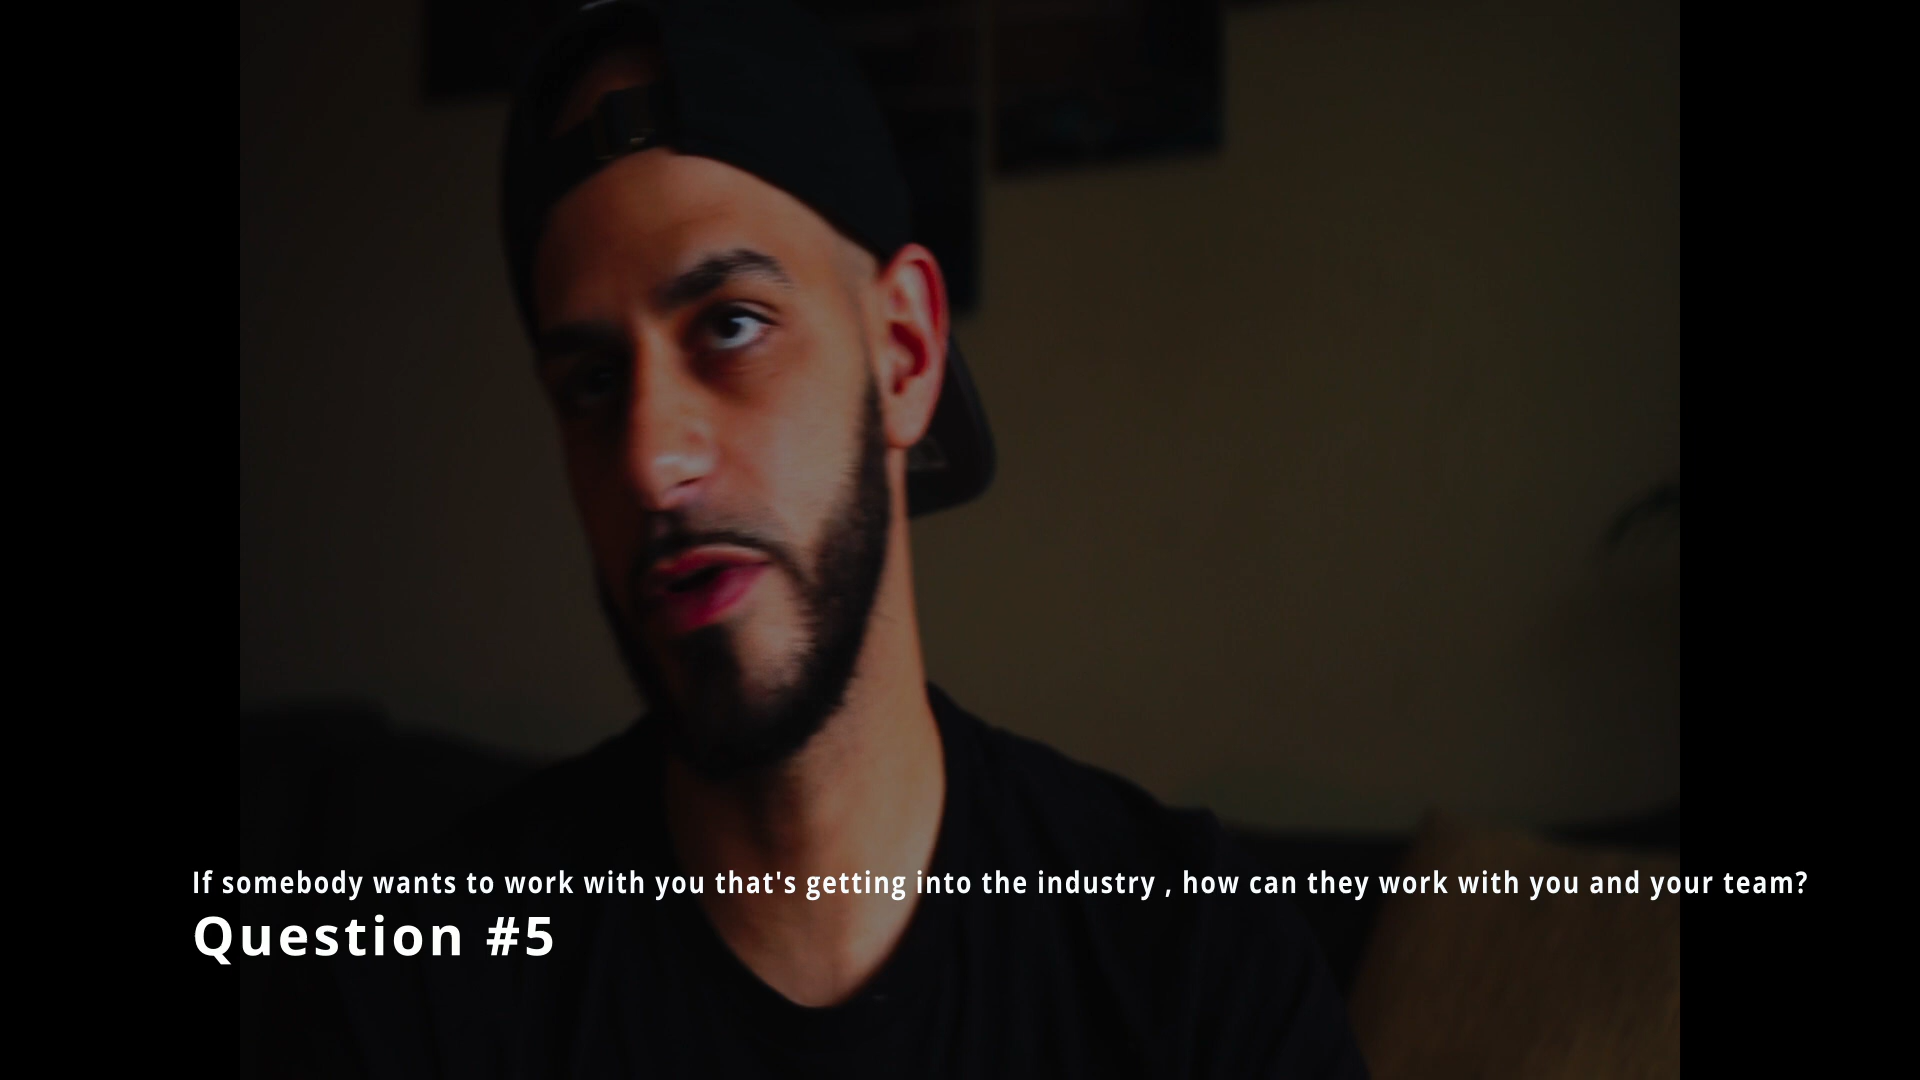 If somebody wants to work with you that's getting into the industry , how can they work with you and your team?
Question #5